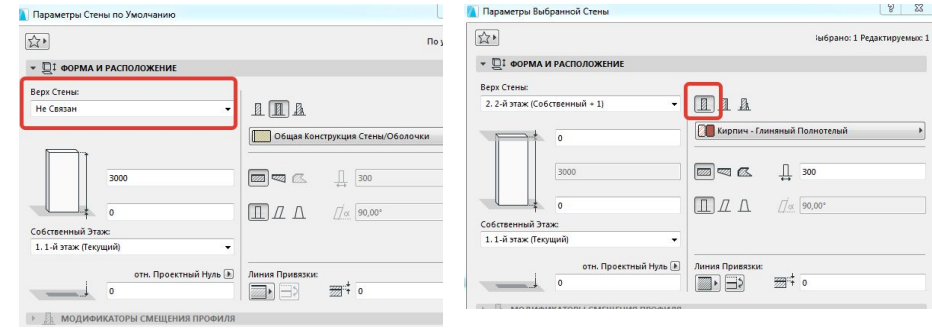 Параметры Стены по Умолчанию
По у
ФОРМА И РАСПОЛОЖЕНИЕ
Верх Стены:
Не Связан
Общая Конструкция Стены/Оболочки
3000
300
0
90,00°
Собственный Этаж:
1. 1-й этаж (Текущий)
отн. Проектный Нуль
Линия Привязки:
0
0
МОДИФИКАТОРЫ СМЕЩЕНИЯ ПРОФИЛЯ
Параметры Выбранной Стены
ыбрано: 1 Редактируемых: 1
ФОРМА И РАСПОЛОЖЕНИЕ
Верх Стены:
2. 2-й этаж (Собственный + 1)
0
Кирпич - Глиняный Полнотелый
3000
300
0
90,00°
Собственный Этаж:
1. 1-й этаж (Текущий)
отн. Проектный Нуль
Линия Привязки:
0
0
МОДИФИКАТОРЫ СМЕЩЕНИЯ ПРОФИЛЯ